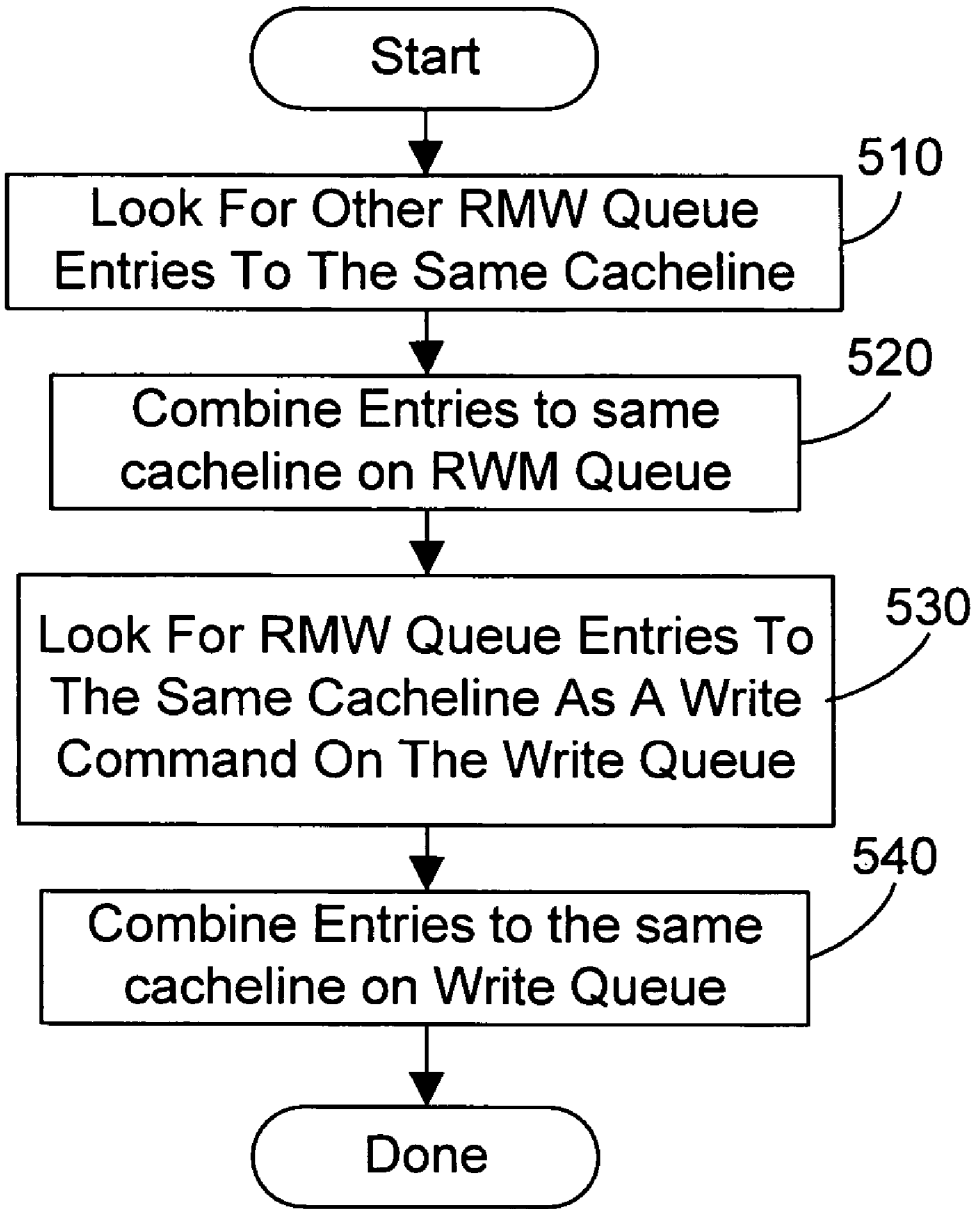 Start
510
Look For Other RMW Queue
Entries To The Same Cacheline
520
Combine Entries to same
cacheline on RWM Queue
530
Look For RMW Queue Entries To
The Same Cacheline As A Write
Command On The Write Queue
540
Combine Entries to the same
cacheline on Write Queue
Done